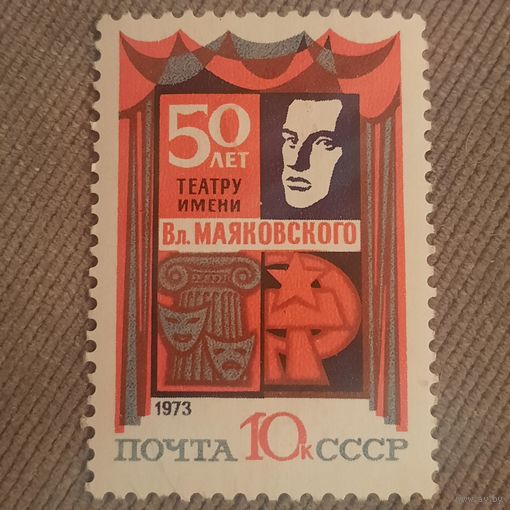 50
ЛЕТ
ТЕАТРУ
ИМЕНИ
Вл. МАЯКОВСКОГО
1973
ПОЧТА 10к СССР